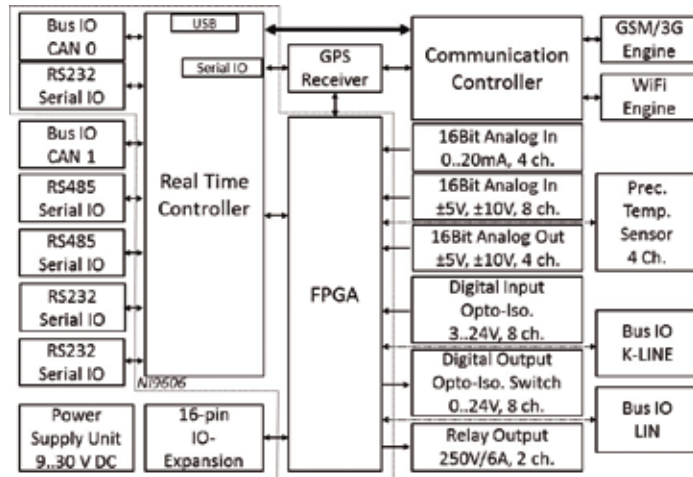 Bus IO
CAN 0
RS232
Serial IO
Bus IO
CAN 1
RS485
Serial IO
RS485
Serial IO
RS232
Serial IO
RS232
Serial IO
NI9606
Power
Supply Unit
9..30 V DC
USB
Serial IO
Real Time
Controller
16-pin
IO-
Expansion
GPS
Receiver
FPGA
Communication
Controller
16Bit Analog In
0..20mA, 4 ch.
16Bit Analog In
±5V, ±10V, 8 ch.
16Bit Analog Out
±5V, ±10V, 4 ch.
Digital Input
Opto-Iso.
3..24V, 8 ch.
Digital Output
Opto-Iso. Switch
0..24V, 8 ch.
Relay Output
250V/6A, 2 ch.
GSM/3G
Engine
WiFi
Engine
Prec.
Temp.
Sensor
4 Ch.
Bus IO
K-LINE
Bus IO
LIN